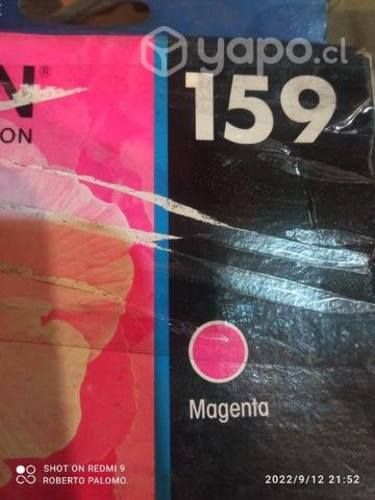 yapo.cl
N® 159
ON
Magenta
SHOT ON REDMI 9
ROBERTO PALOMO.
2022/9/12 21:52